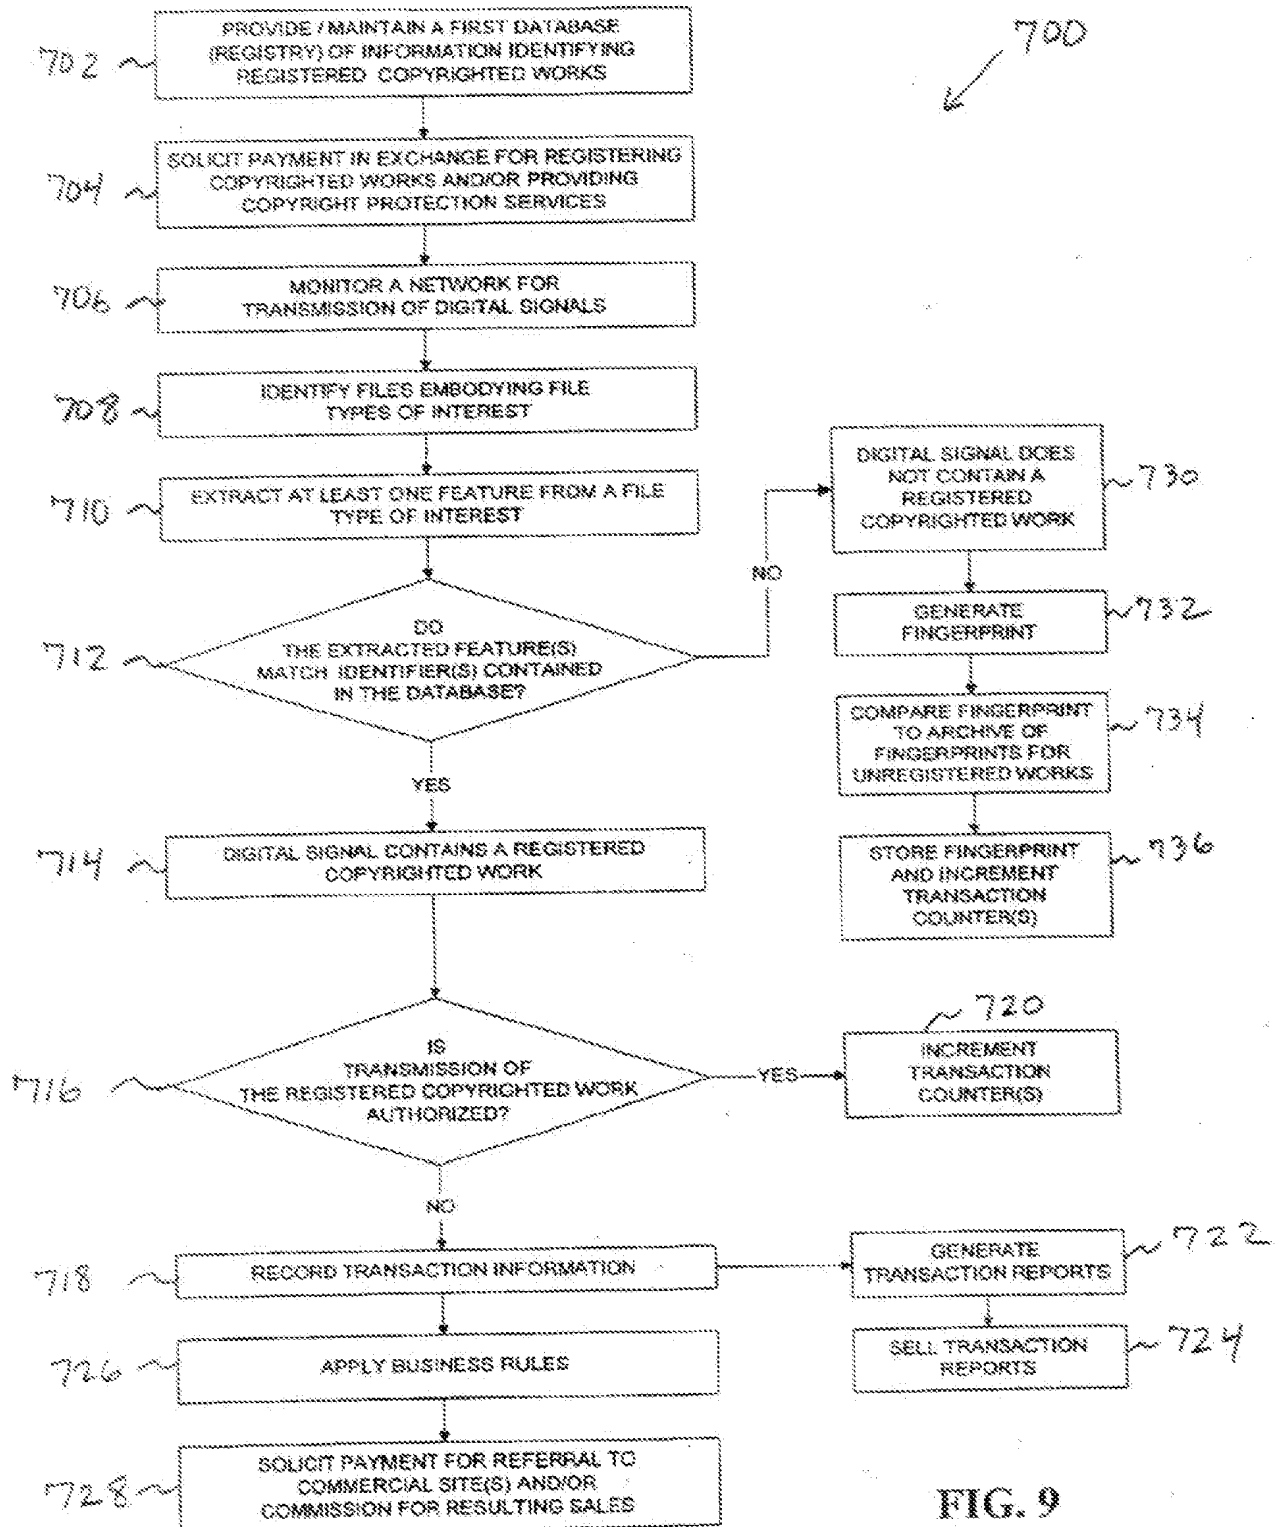 700
702
PROVIDE / MAINTAIN A FIRST DATABASE
(REGISTRY) OF INFORMATION IDENTIFYING
REGISTERED COPYRIGHTED WORKS
704
SOLICIT PAYMENT IN EXCHANGE FOR REGISTERING
COPYRIGHTED WORKS AND/OR PROVIDING
COPYRIGHT PROTECTION SERVICES
706
MONITOR A NETWORK FOR
TRANSMISSION OF DIGITAL SIGNALS
708
IDENTIFY FILES EMBODYING FILE
TYPES OF INTEREST
710
EXTRACT AT LEAST ONE FEATURE FROM A FILE
TYPE OF INTEREST
712
DO
THE EXTRACTED FEATURE(S)
MATCH IDENTIFIER(S) CONTAINED
IN THE DATABASE?
NO
DIGITAL SIGNAL DOES
NOT CONTAIN A
REGISTERED
COPYRIGHTED WORK
730
GENERATE
FINGERPRINT
732
COMPARE FINGERPRINT
TO ARCHIVE OF
FINGERPRINTS FOR
UNREGISTERED WORKS
734
STORE FINGERPRINT
AND INCREMENT
TRANSACTION
COUNTER(S)
736
YES
714
DIGITAL SIGNAL CONTAINS A REGISTERED
COPYRIGHTED WORK
716
IS
TRANSMISSION OF
THE REGISTERED COPYRIGHTED WORK
AUTHORIZED?
YES
720
INCREMENT
TRANSACTION
COUNTER(S)
NO
718
RECORD TRANSACTION INFORMATION
GENERATE
TRANSACTION REPORTS
722
SELL TRANSACTION
REPORTS
724
726
APPLY BUSINESS RULES
728
SOLICIT PAYMENT FOR REFERRAL TO
COMMERCIAL SITE(S) AND/OR
COMMISSION FOR RESULTING SALES
FIG. 9